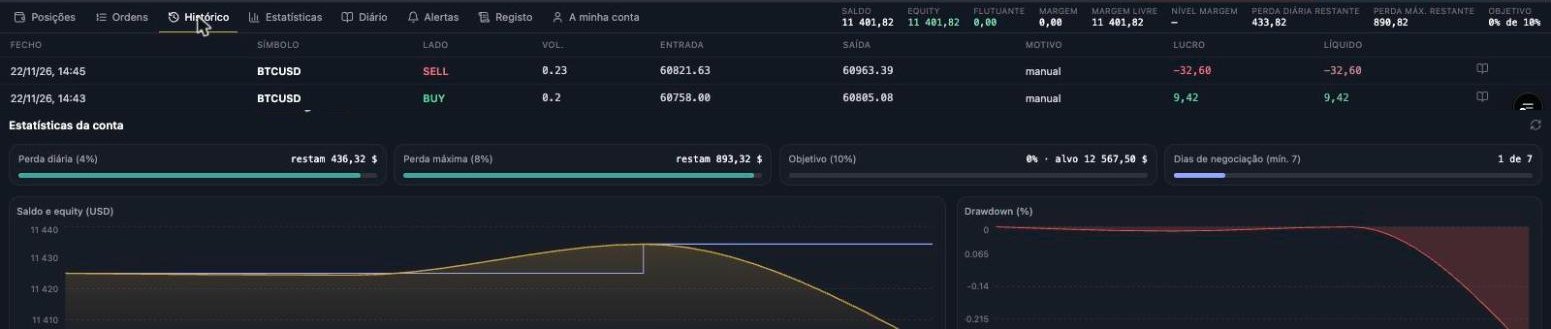 Posições Ordens Histórico Estatísticas Diário Alertas Registo A minha conta
SALDO EQUITY FLUTUANTE MARGEM MARGEM LIVRE NÍVEL MARGEM PERDA DIÁRIA RESTANTE PERDA MÁX. RESTANTE OBJETIVO
11 401,82 11 401,82 0,00 0,00 11 401,82 — 433,82 890,82 0% de 10%
FECHO SÍMBOLO LADO VOL. ENTRADA SAÍDA MOTIVO LUCRO LÍQUIDO
22/11/26, 14:45 BTCUSD SELL 0.23 60821.63 60963.39 manual −32,60 −32,60
22/11/26, 14:43 BTCUSD BUY 0.2 60758.00 60805.08 manual 9,42 9,42
Estatísticas da conta
Perda diária (4%) restam 436,32 $
Perda máxima (8%) restam 893,32 $
Objetivo (10%) 0% · alvo 12 567,50 $
Dias de negociação (mín. 7) 1 de 7
Saldo e equity (USD)
11 440
11 430
11 420
11 410
Drawdown (%)
0
0.065
-0.14
-0.215